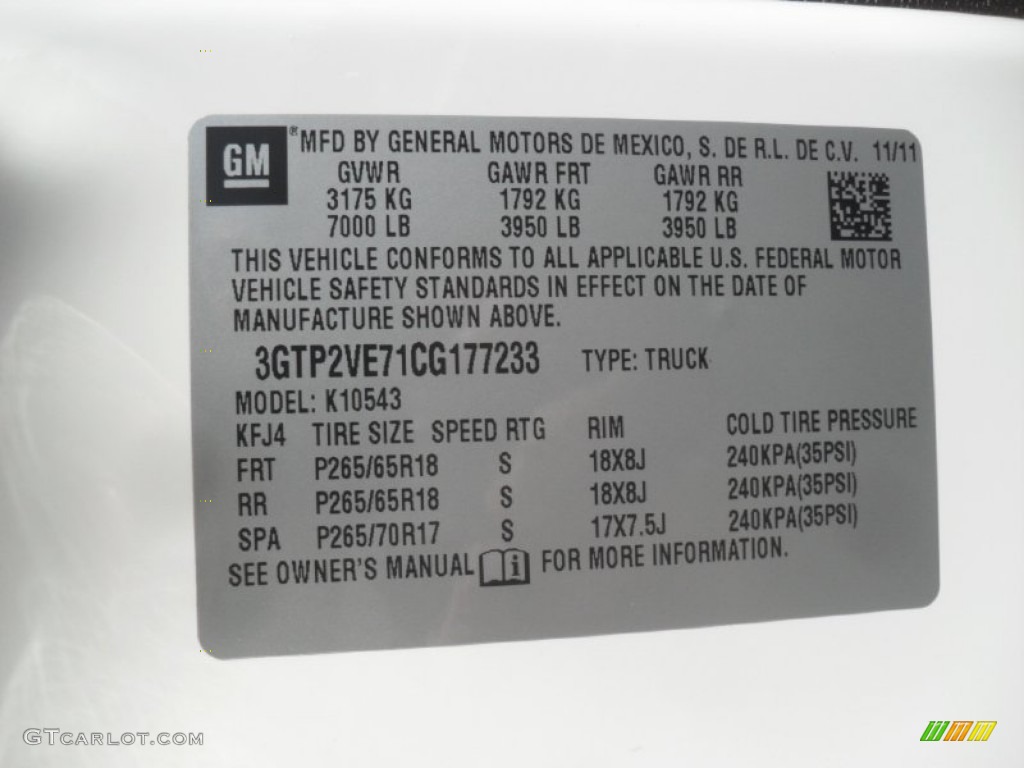 GM ® MFD BY GENERAL MOTORS DE MEXICO, S. DE R.L. DE C.V. 11/11
GVWR GAWR FRT GAWR RR
3175 KG 1792 KG 1792 KG
7000 LB 3950 LB 3950 LB
THIS VEHICLE CONFORMS TO ALL APPLICABLE U.S. FEDERAL MOTOR
VEHICLE SAFETY STANDARDS IN EFFECT ON THE DATE OF
MANUFACTURE SHOWN ABOVE.
3GTP2VE71CG177233 TYPE: TRUCK
MODEL: K10543
KFJ4 TIRE SIZE SPEED RTG RIM COLD TIRE PRESSURE
FRT P265/65R18 S 18X8J 240KPA(35PSI)
RR P265/65R18 S 18X8J 240KPA(35PSI)
SPA P265/70R17 S 17X7.5J 240KPA(35PSI)
SEE OWNER'S MANUAL i FOR MORE INFORMATION.
GTCARLOT.COM